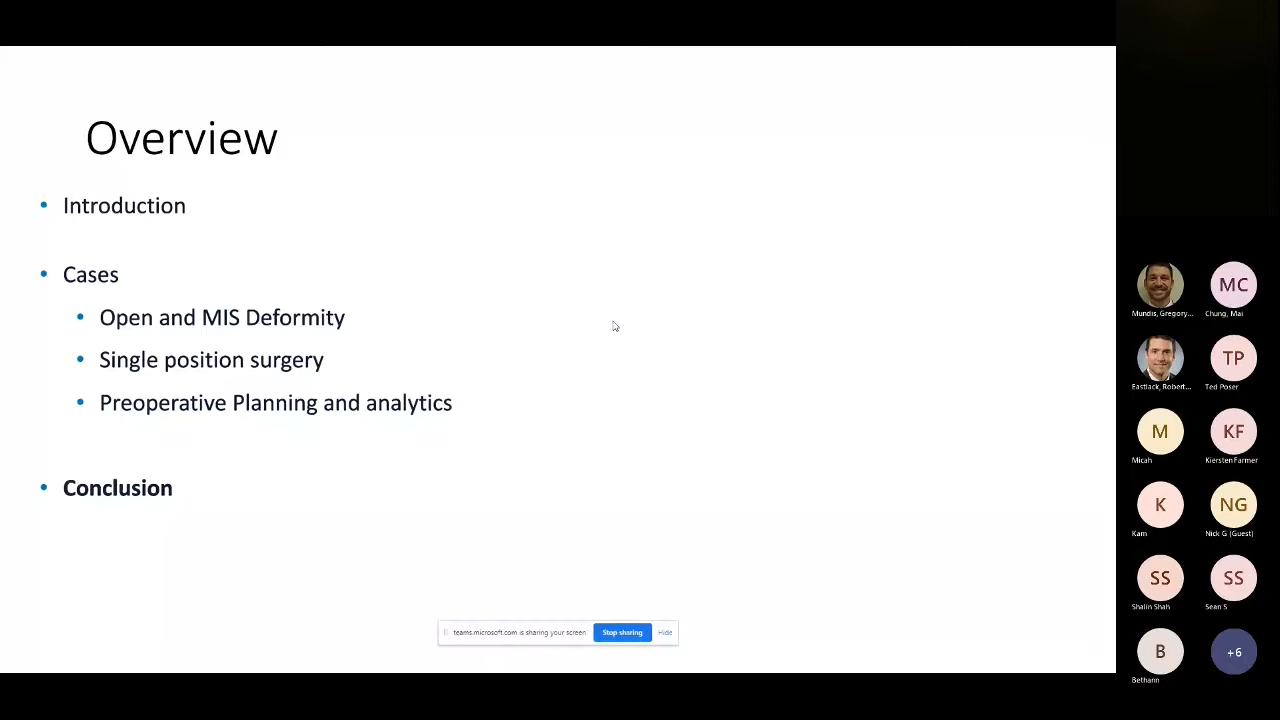 Overview
• Introduction
• Cases
• Open and MIS Deformity
• Single position surgery
• Preoperative Planning and analytics
• Conclusion
teams.microsoft.com is sharing your screen
Stop sharing
Hide
MC
Mundis, Gregory...
Chung, Mai
TP
Eastlack, Robert...
Ted Poser
M
KF
Micah
Kiersten Farmer
K
NG
Kam
Nick G (Guest)
SS
SS
Shalin Shah
Sean S
B
+6
Bethann